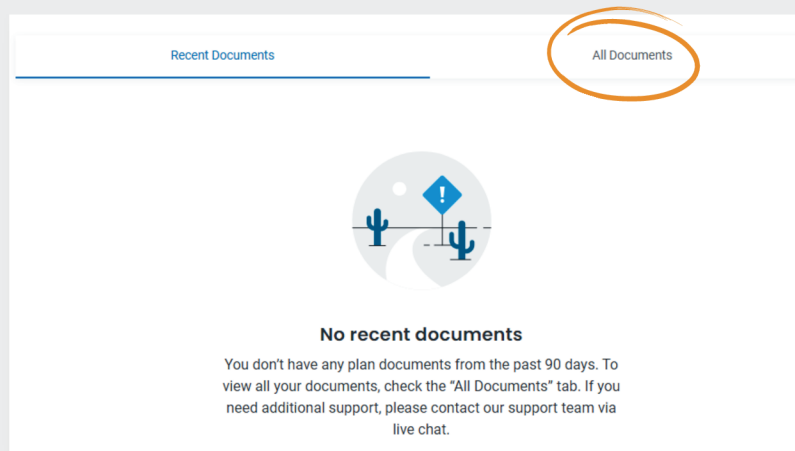 Recent Documents
All Documents
!
No recent documents
You don’t have any plan documents from the past 90 days. To
view all your documents, check the “All Documents” tab. If you
need additional support, please contact our support team via
live chat.